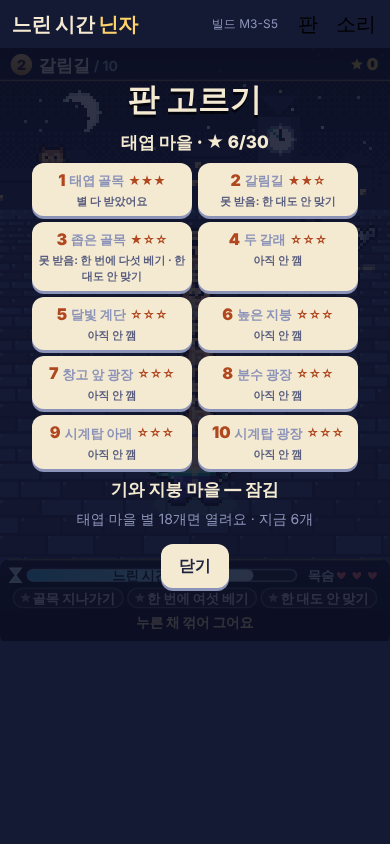 느린 시간 닌자 빌드 M3-S5 판 소리
2 갈림길 / 10 ★ 0
판 고르기
태엽 마을 · ★ 6/30
1 태엽 골목 ★★★
별 다 받았어요
2 갈림길 ★★☆
못 받음: 한 대도 안 맞기
3 좁은 골목 ★☆☆
못 받음: 한 번에 다섯 베기 · 한
대도 안 맞기
4 두 갈래 ☆☆☆
아직 안 깸
5 달빛 계단 ☆☆☆
아직 안 깸
6 높은 지붕 ☆☆☆
아직 안 깸
7 창고 앞 광장 ☆☆☆
아직 안 깸
8 분수 광장 ☆☆☆
아직 안 깸
9 시계탑 아래 ☆☆☆
아직 안 깸
10 시계탑 광장 ☆☆☆
아직 안 깸
기와 지붕 마을 — 잠김
태엽 마을 별 18개면 열려요 · 지금 6개
닫기
느린 시 목숨 ♥ ♥ ♥
★ 골목 지나가기 ★ 한 번에 여섯 베기 ★ 한 대도 안 맞기
누른 채 꺾어 그어요